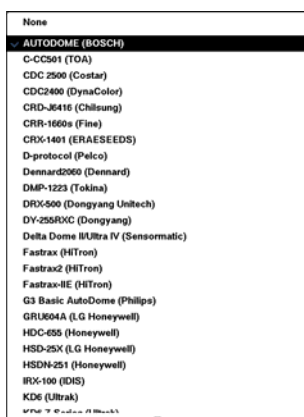 None
AUTODOME (BOSCH)
C-CC501 (TOA)
CDC 2500 (Costar)
CDC2400 (DynaColor)
CRD-J6416 (Chilsung)
CRR-1660s (Fine)
CRX-1401 (ERAESEEDS)
D-protocol (Pelco)
Dennard2060 (Dennard)
DMP-1223 (Tokina)
DRX-500 (Dongyang Unitech)
DY-255RXC (Dongyang)
Delta Dome II/Ultra IV (Sensormatic)
Fastrax (HiTron)
Fastrax2 (HiTron)
Fastrax-IIE (HiTron)
G3 Basic AutoDome (Philips)
GRU604A (LG Honeywell)
HDC-655 (Honeywell)
HSD-25X (LG Honeywell)
HSDN-251 (Honeywell)
IRX-100 (IDIS)
KD6 (Ultrak)
KD6 Z-Series (Ultrak)